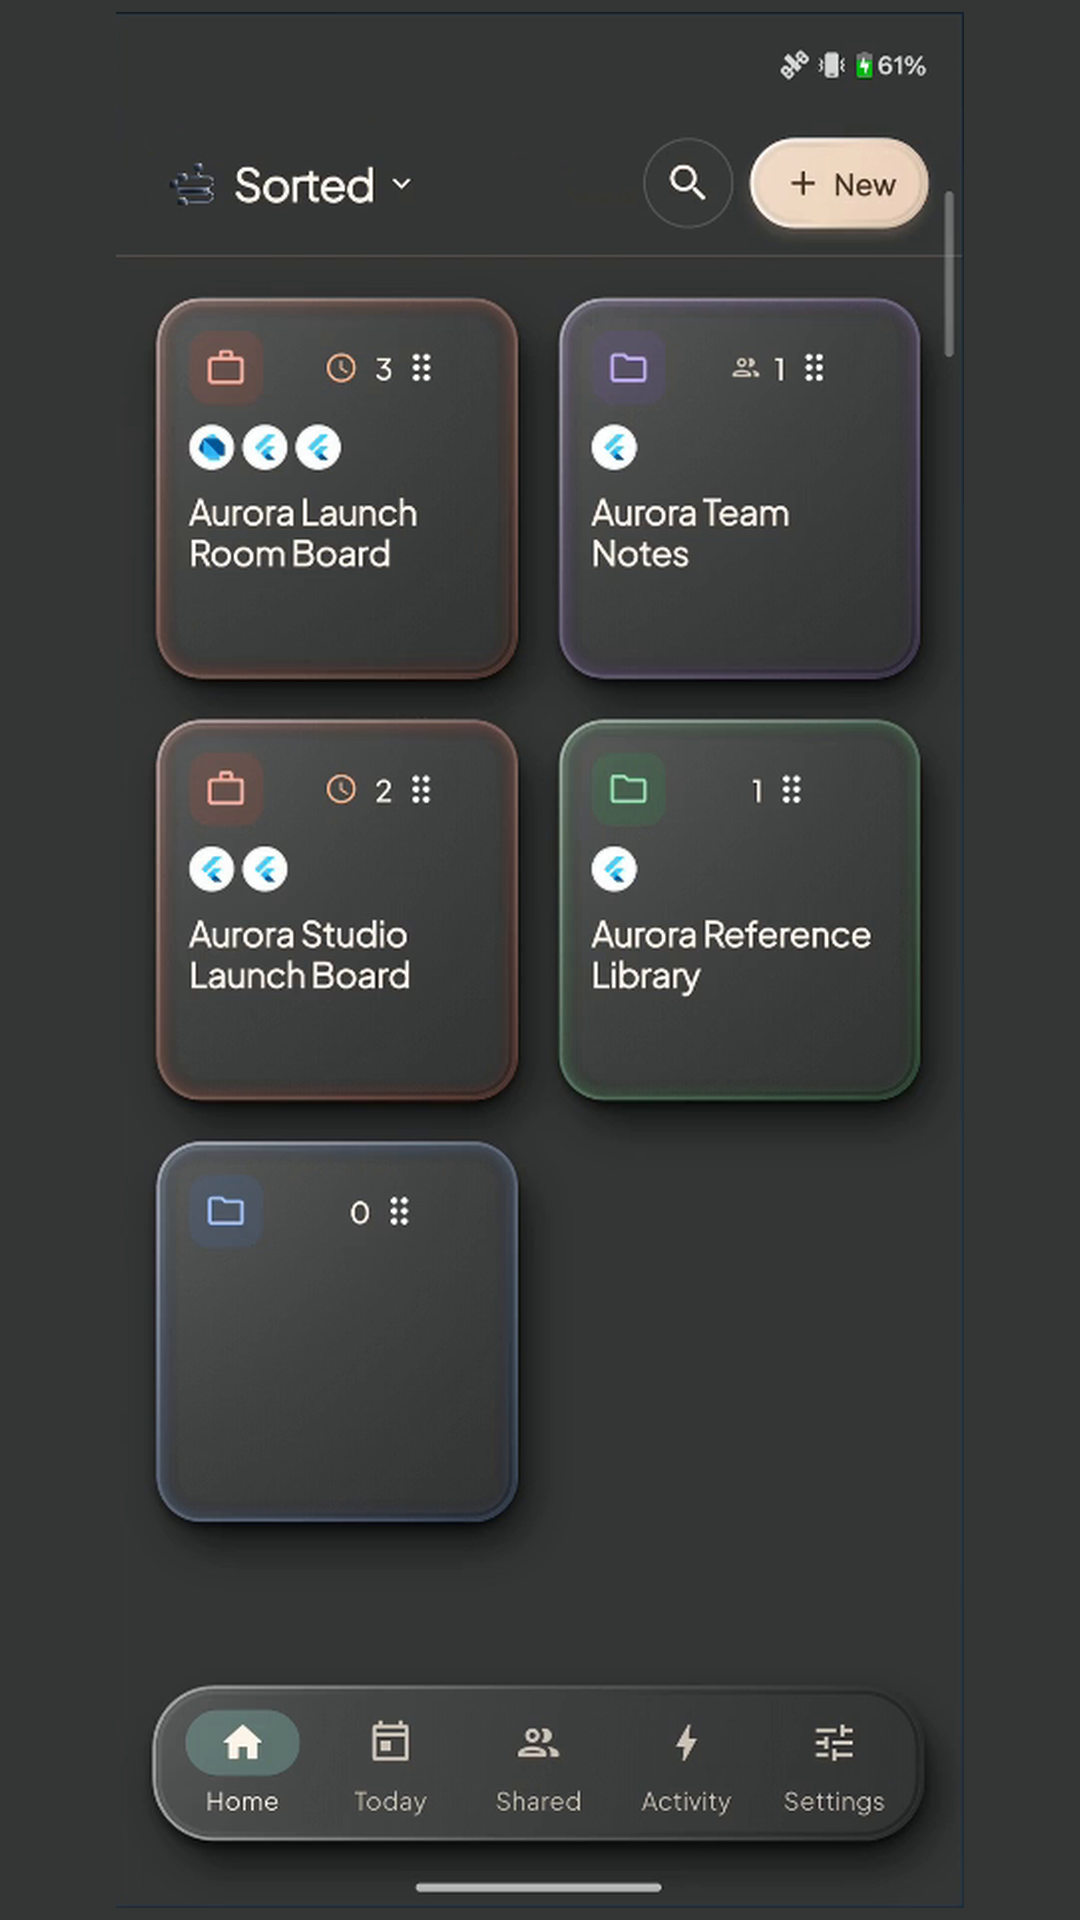 61%
Sorted
+ New
3
Aurora Launch
Room Board
1
Aurora Team
Notes
2
Aurora Studio
Launch Board
1
Aurora Reference
Library
0
Home Today Shared Activity Settings